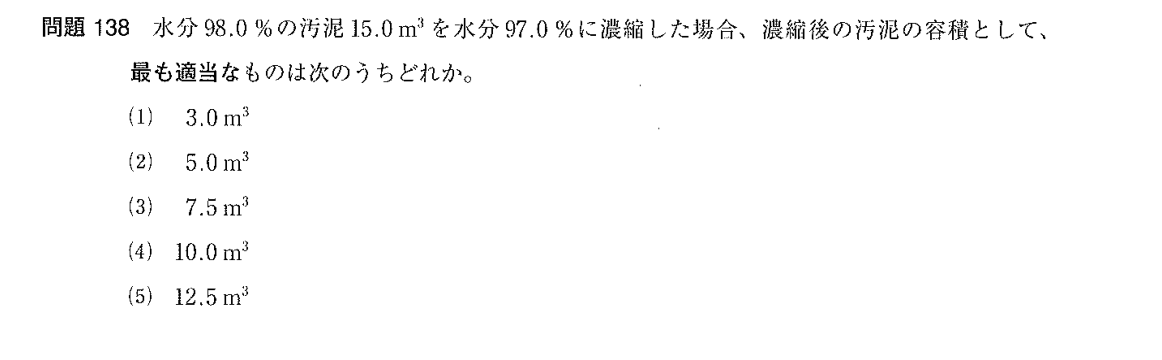 問題 138 水分 98.0 %の汚泥 15.0 m³ を水分 97.0 %に濃縮した場合、濃縮後の汚泥の容積として、
最も適当なものは次のうちどれか。
(1) 3.0 m³
(2) 5.0 m³
(3) 7.5 m³
(4) 10.0 m³
(5) 12.5 m³